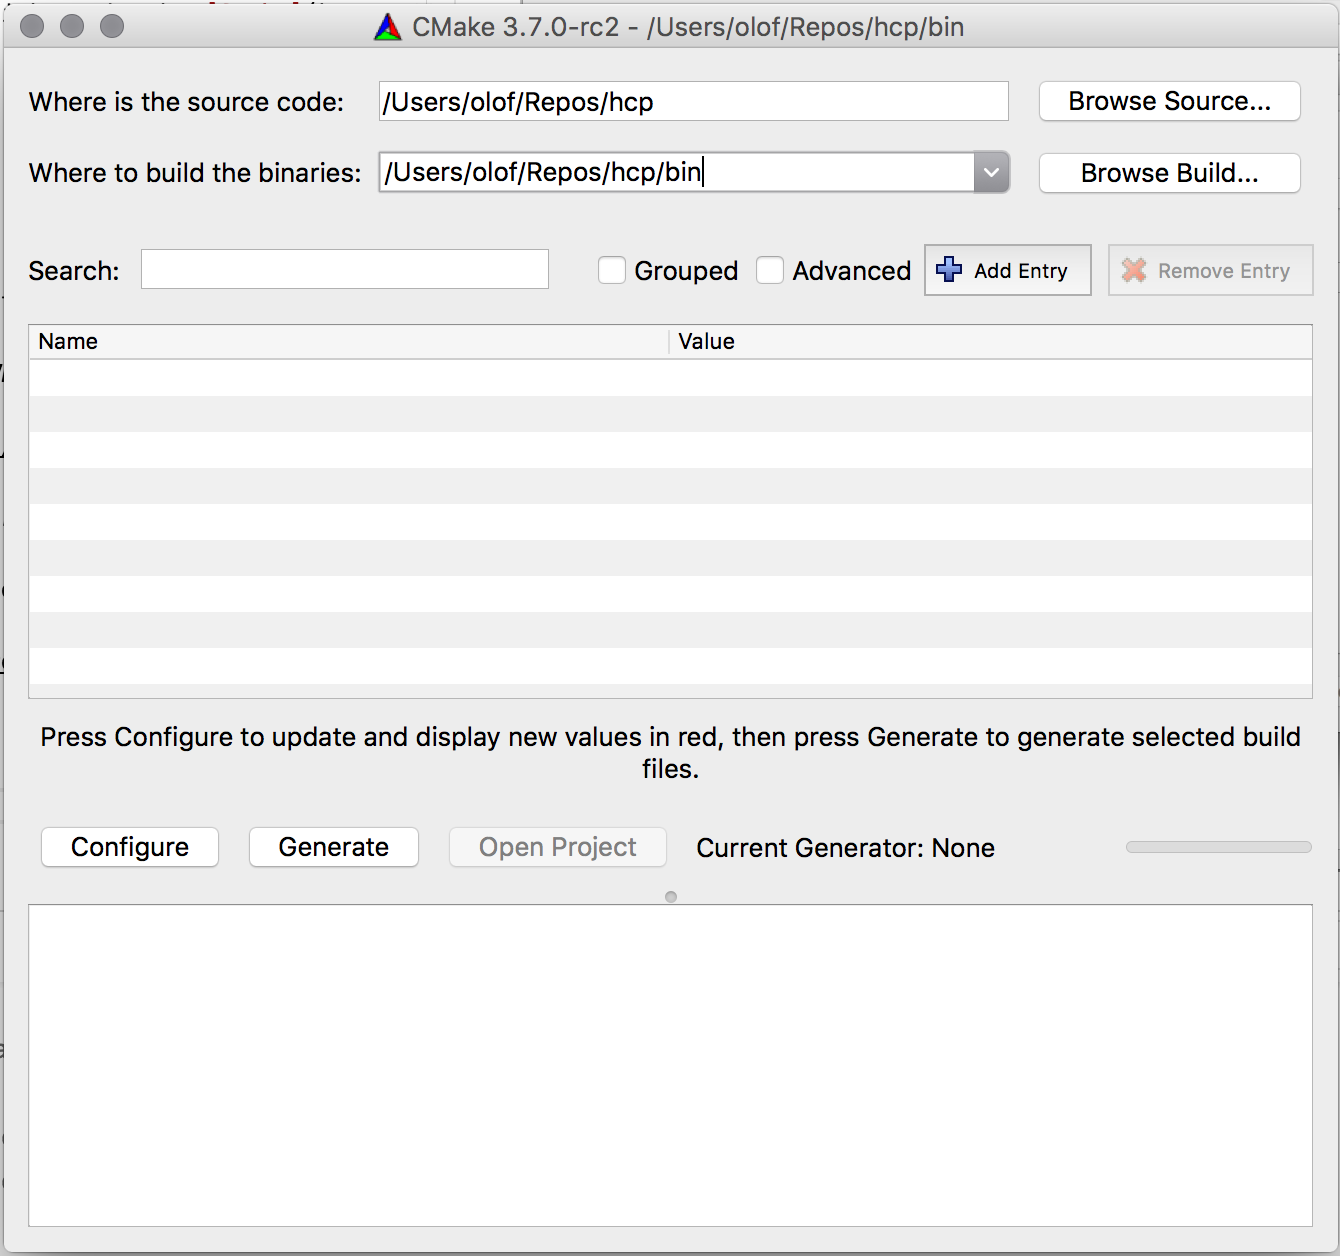 CMake 3.7.0-rc2 - /Users/olof/Repos/hcp/bin
Where is the source code: /Users/olof/Repos/hcp Browse Source...
Where to build the binaries: /Users/olof/Repos/hcp/bin Browse Build...
Search: Grouped Advanced Add Entry Remove Entry
Name Value
Press Configure to update and display new values in red, then press Generate to generate selected build
files.
Configure Generate Open Project Current Generator: None